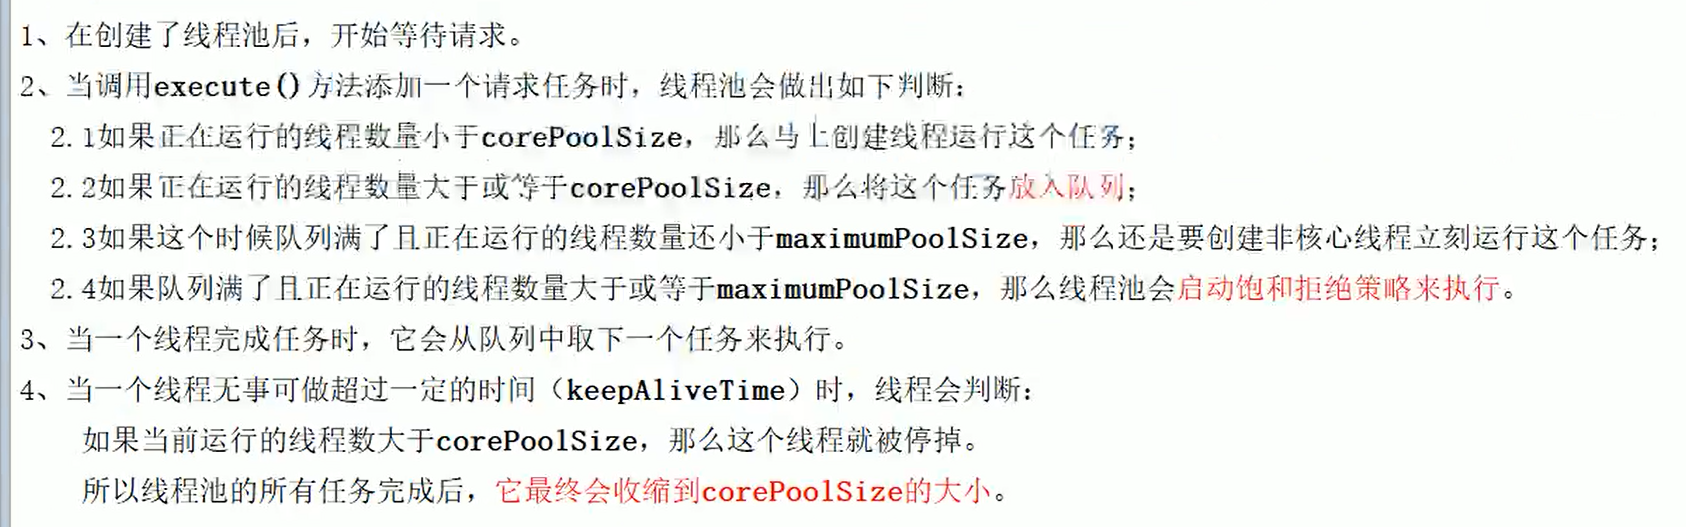 1、在创建了线程池后，开始等待请求。
2、当调用execute()方法添加一个请求任务时，线程池会做出如下判断：
2.1如果正在运行的线程数量小于corePoolSize，那么马上创建线程运行这个任务；
2.2如果正在运行的线程数量大于或等于corePoolSize，那么将这个任务放入队列；
2.3如果这个时候队列满了且正在运行的线程数量还小于maximumPoolSize，那么还是要创建非核心线程立刻运行这个任务；
2.4如果队列满了且正在运行的线程数量大于或等于maximumPoolSize，那么线程池会启动饱和拒绝策略来执行。
3、当一个线程完成任务时，它会从队列中取下一个任务来执行。
4、当一个线程无事可做超过一定的时间（keepAliveTime）时，线程会判断：
如果当前运行的线程数大于corePoolSize，那么这个线程就被停掉。
所以线程池的所有任务完成后，它最终会收缩到corePoolSize的大小。